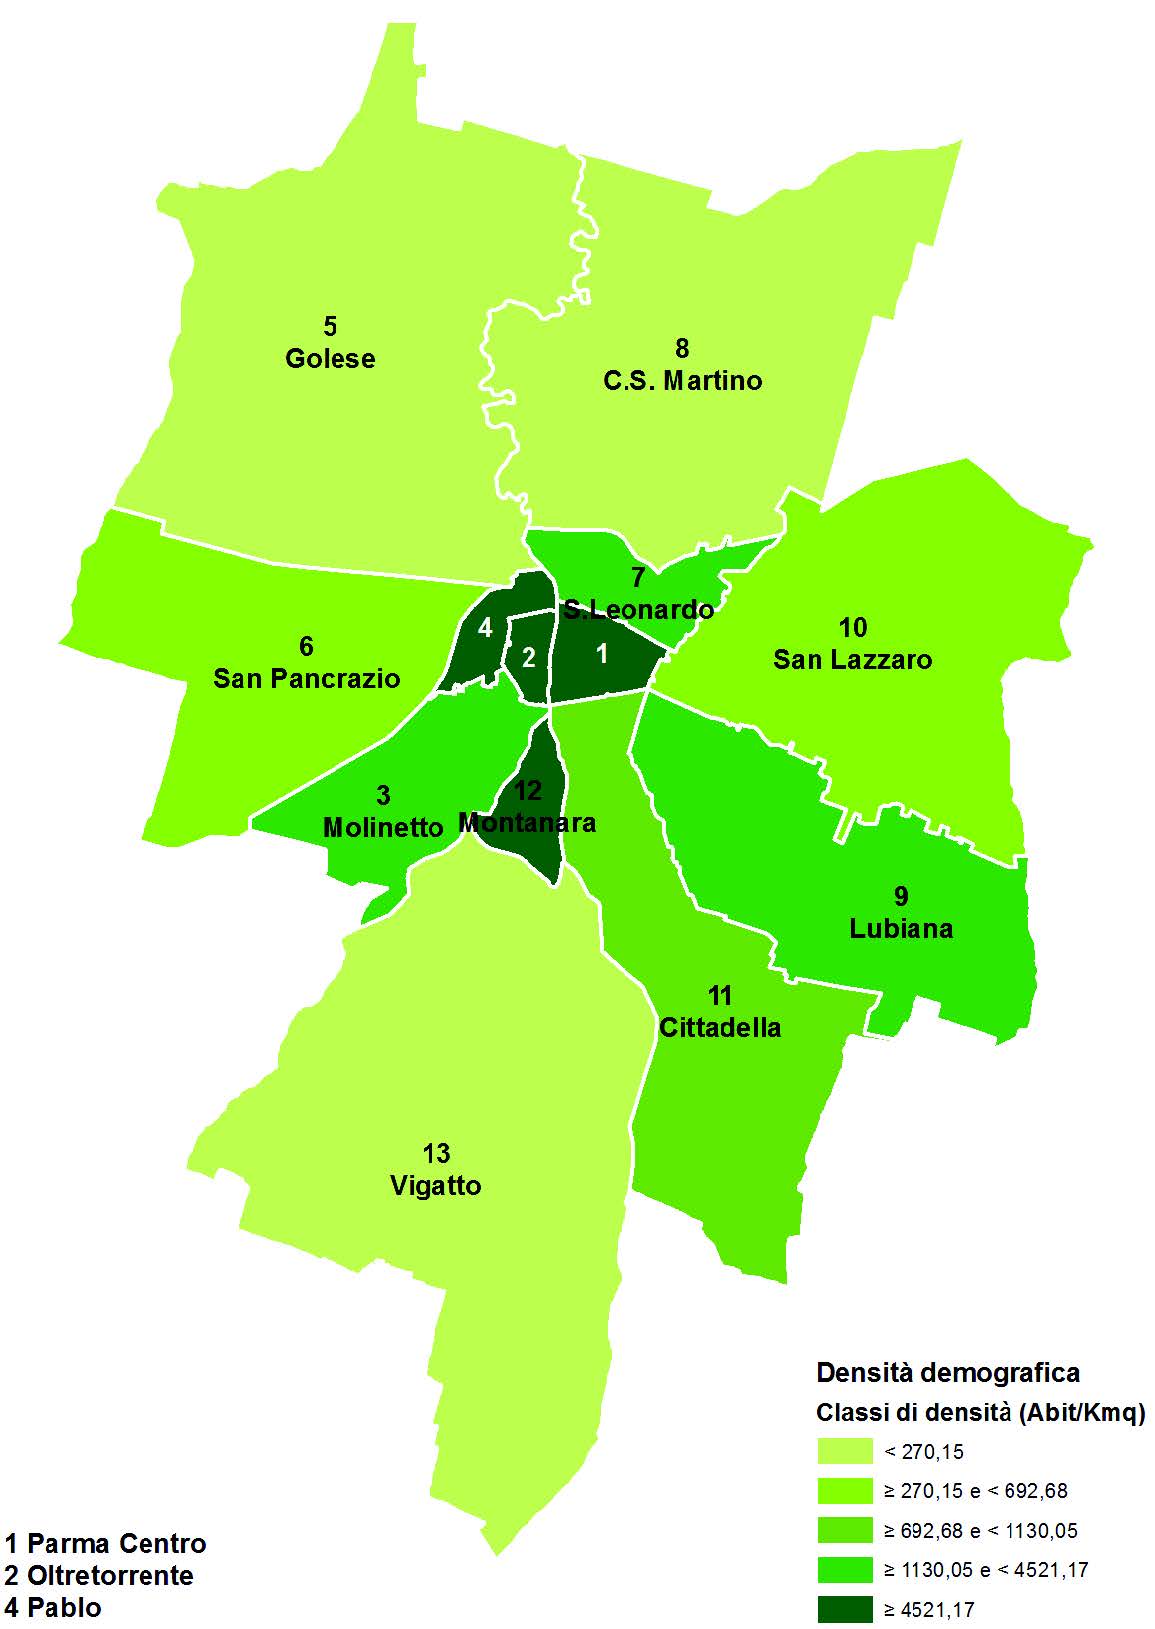 5
Golese
8
C.S. Martino
7
S.Leonardo
4
2
1
10
San Lazzaro
6
San Pancrazio
3
Molinetto
12
Montanara
9
Lubiana
11
Cittadella
13
Vigatto
Densità demografica
Classi di densità (Abit/Kmq)
< 270,15
≥ 270,15 e < 692,68
≥ 692,68 e < 1130,05
≥ 1130,05 e < 4521,17
≥ 4521,17
1 Parma Centro
2 Oltretorrente
4 Pablo